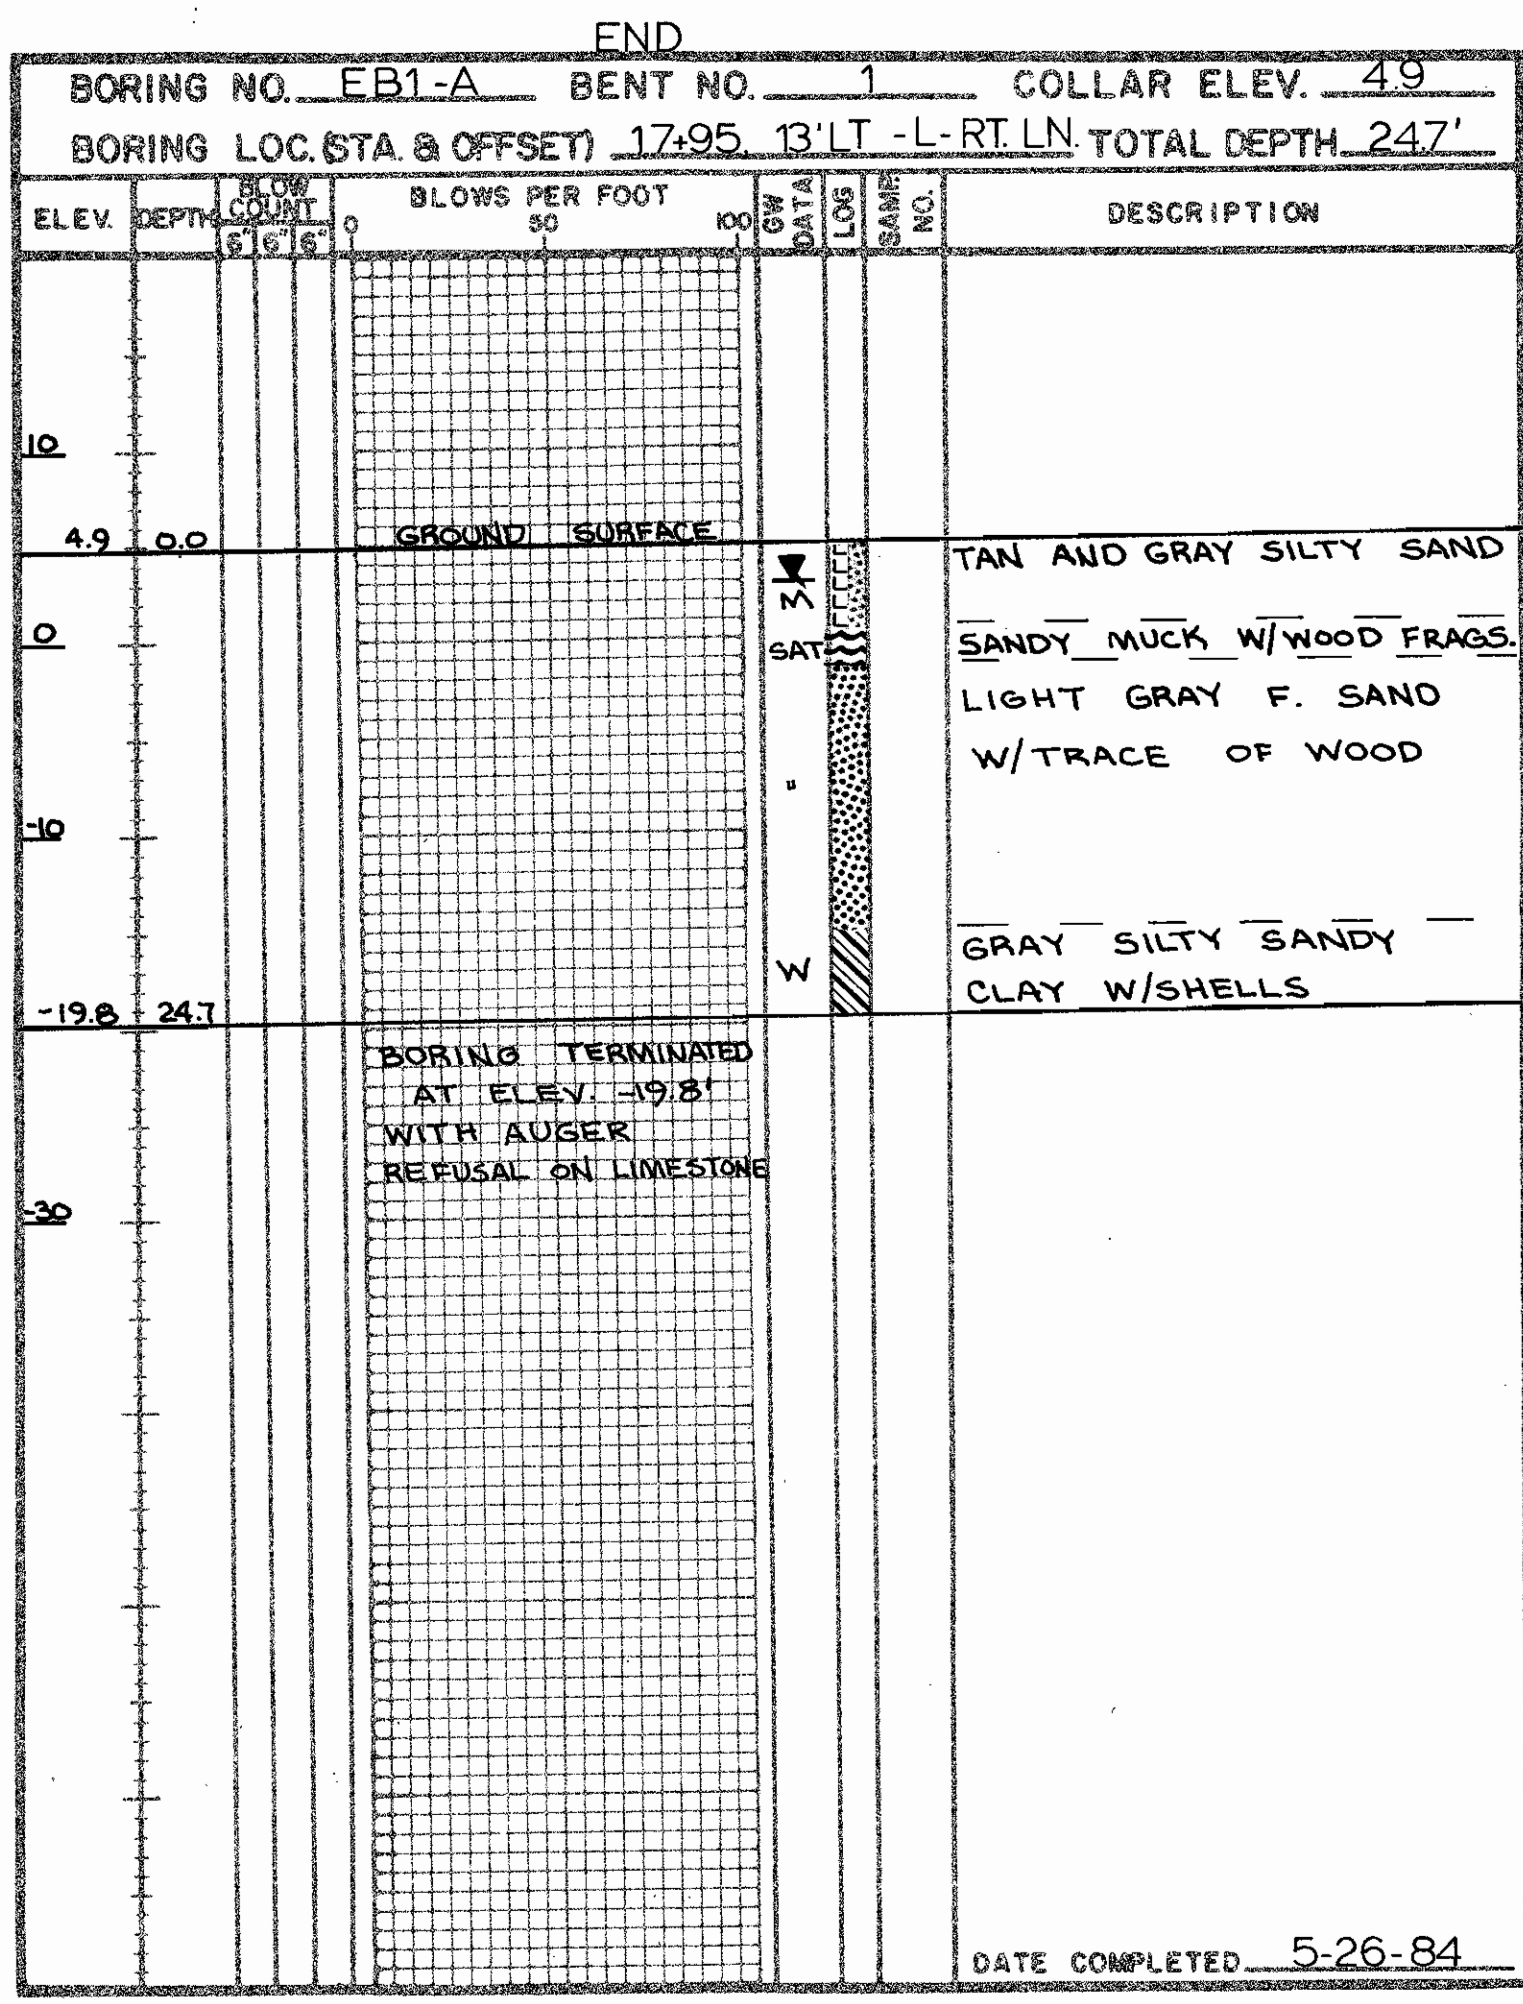 END
BORING NO. EB1-A BENT NO. 1 COLLAR ELEV. 4.9
BORING LOC. (STA. & OFFSET) 17+95, 13'LT -L- RT. LN. TOTAL DEPTH 24.7'
ELEV. DEPTH BLOW COUNT 6" 6" 6" BLOWS PER FOOT 0 50 100 GW DATA LOG SAMP. NO. DESCRIPTION
10
4.9 0.0 GROUND SURFACE
TAN AND GRAY SILTY SAND
M
0 SAT SANDY MUCK W/WOOD FRAGS.
LIGHT GRAY F. SAND
W/TRACE OF WOOD
"
-10
GRAY SILTY SANDY
W CLAY W/SHELLS
-19.8 24.7
BORING TERMINATED
AT ELEV. -19.8'
WITH AUGER
REFUSAL ON LIMESTONE
-30
DATE COMPLETED 5-26-84